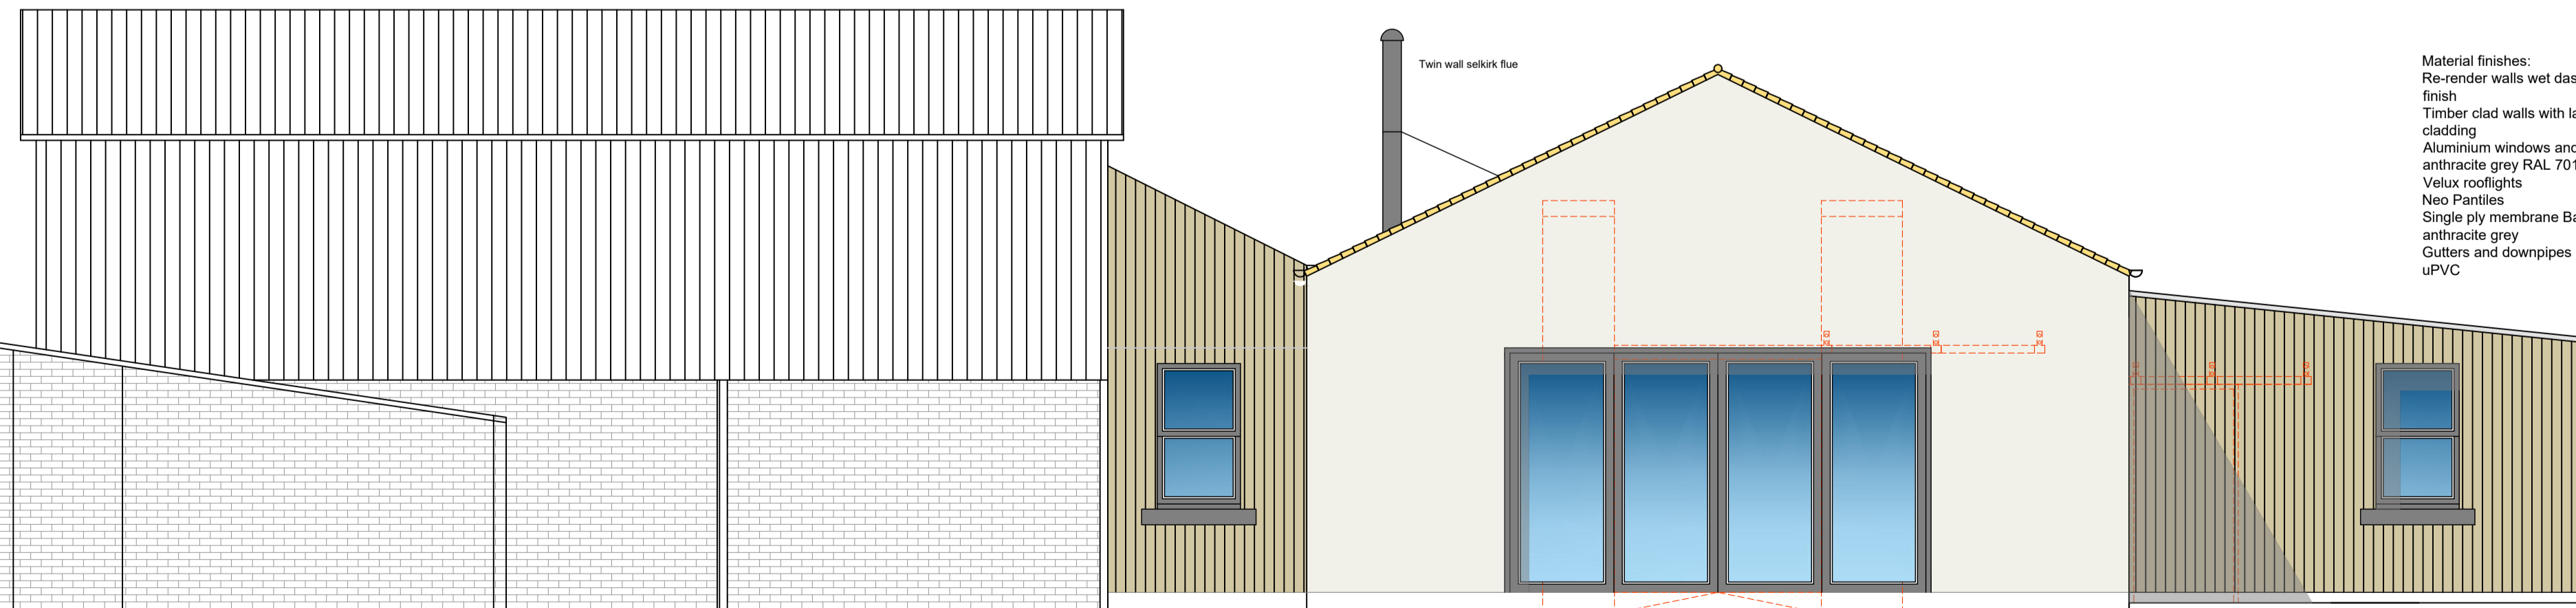 Twin wall selkirk flue
Material finishes:
Re-render walls wet
finish
Timber clad walls with
cladding
Aluminium windows
anthracite grey RAL
Velux rooflights
Neo Pantiles
Single ply membrane
anthracite grey
Gutters and downpipes
uPVC